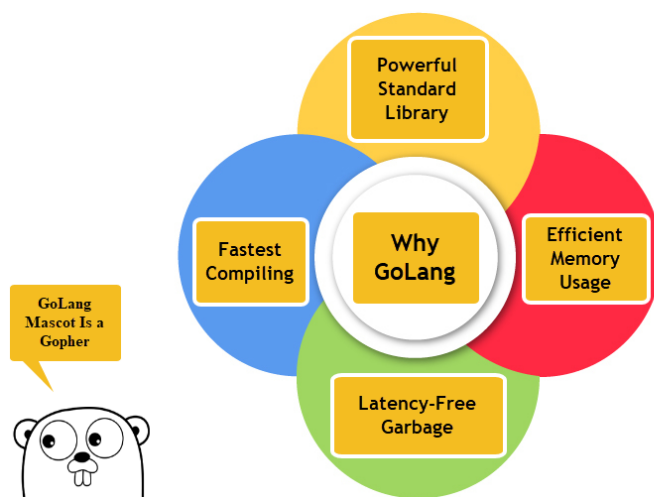 Powerful
Standard
Library
Fastest
Compiling
Why
GoLang
Efficient
Memory
Usage
GoLang
Mascot Is a
Gopher
Latency-Free
Garbage